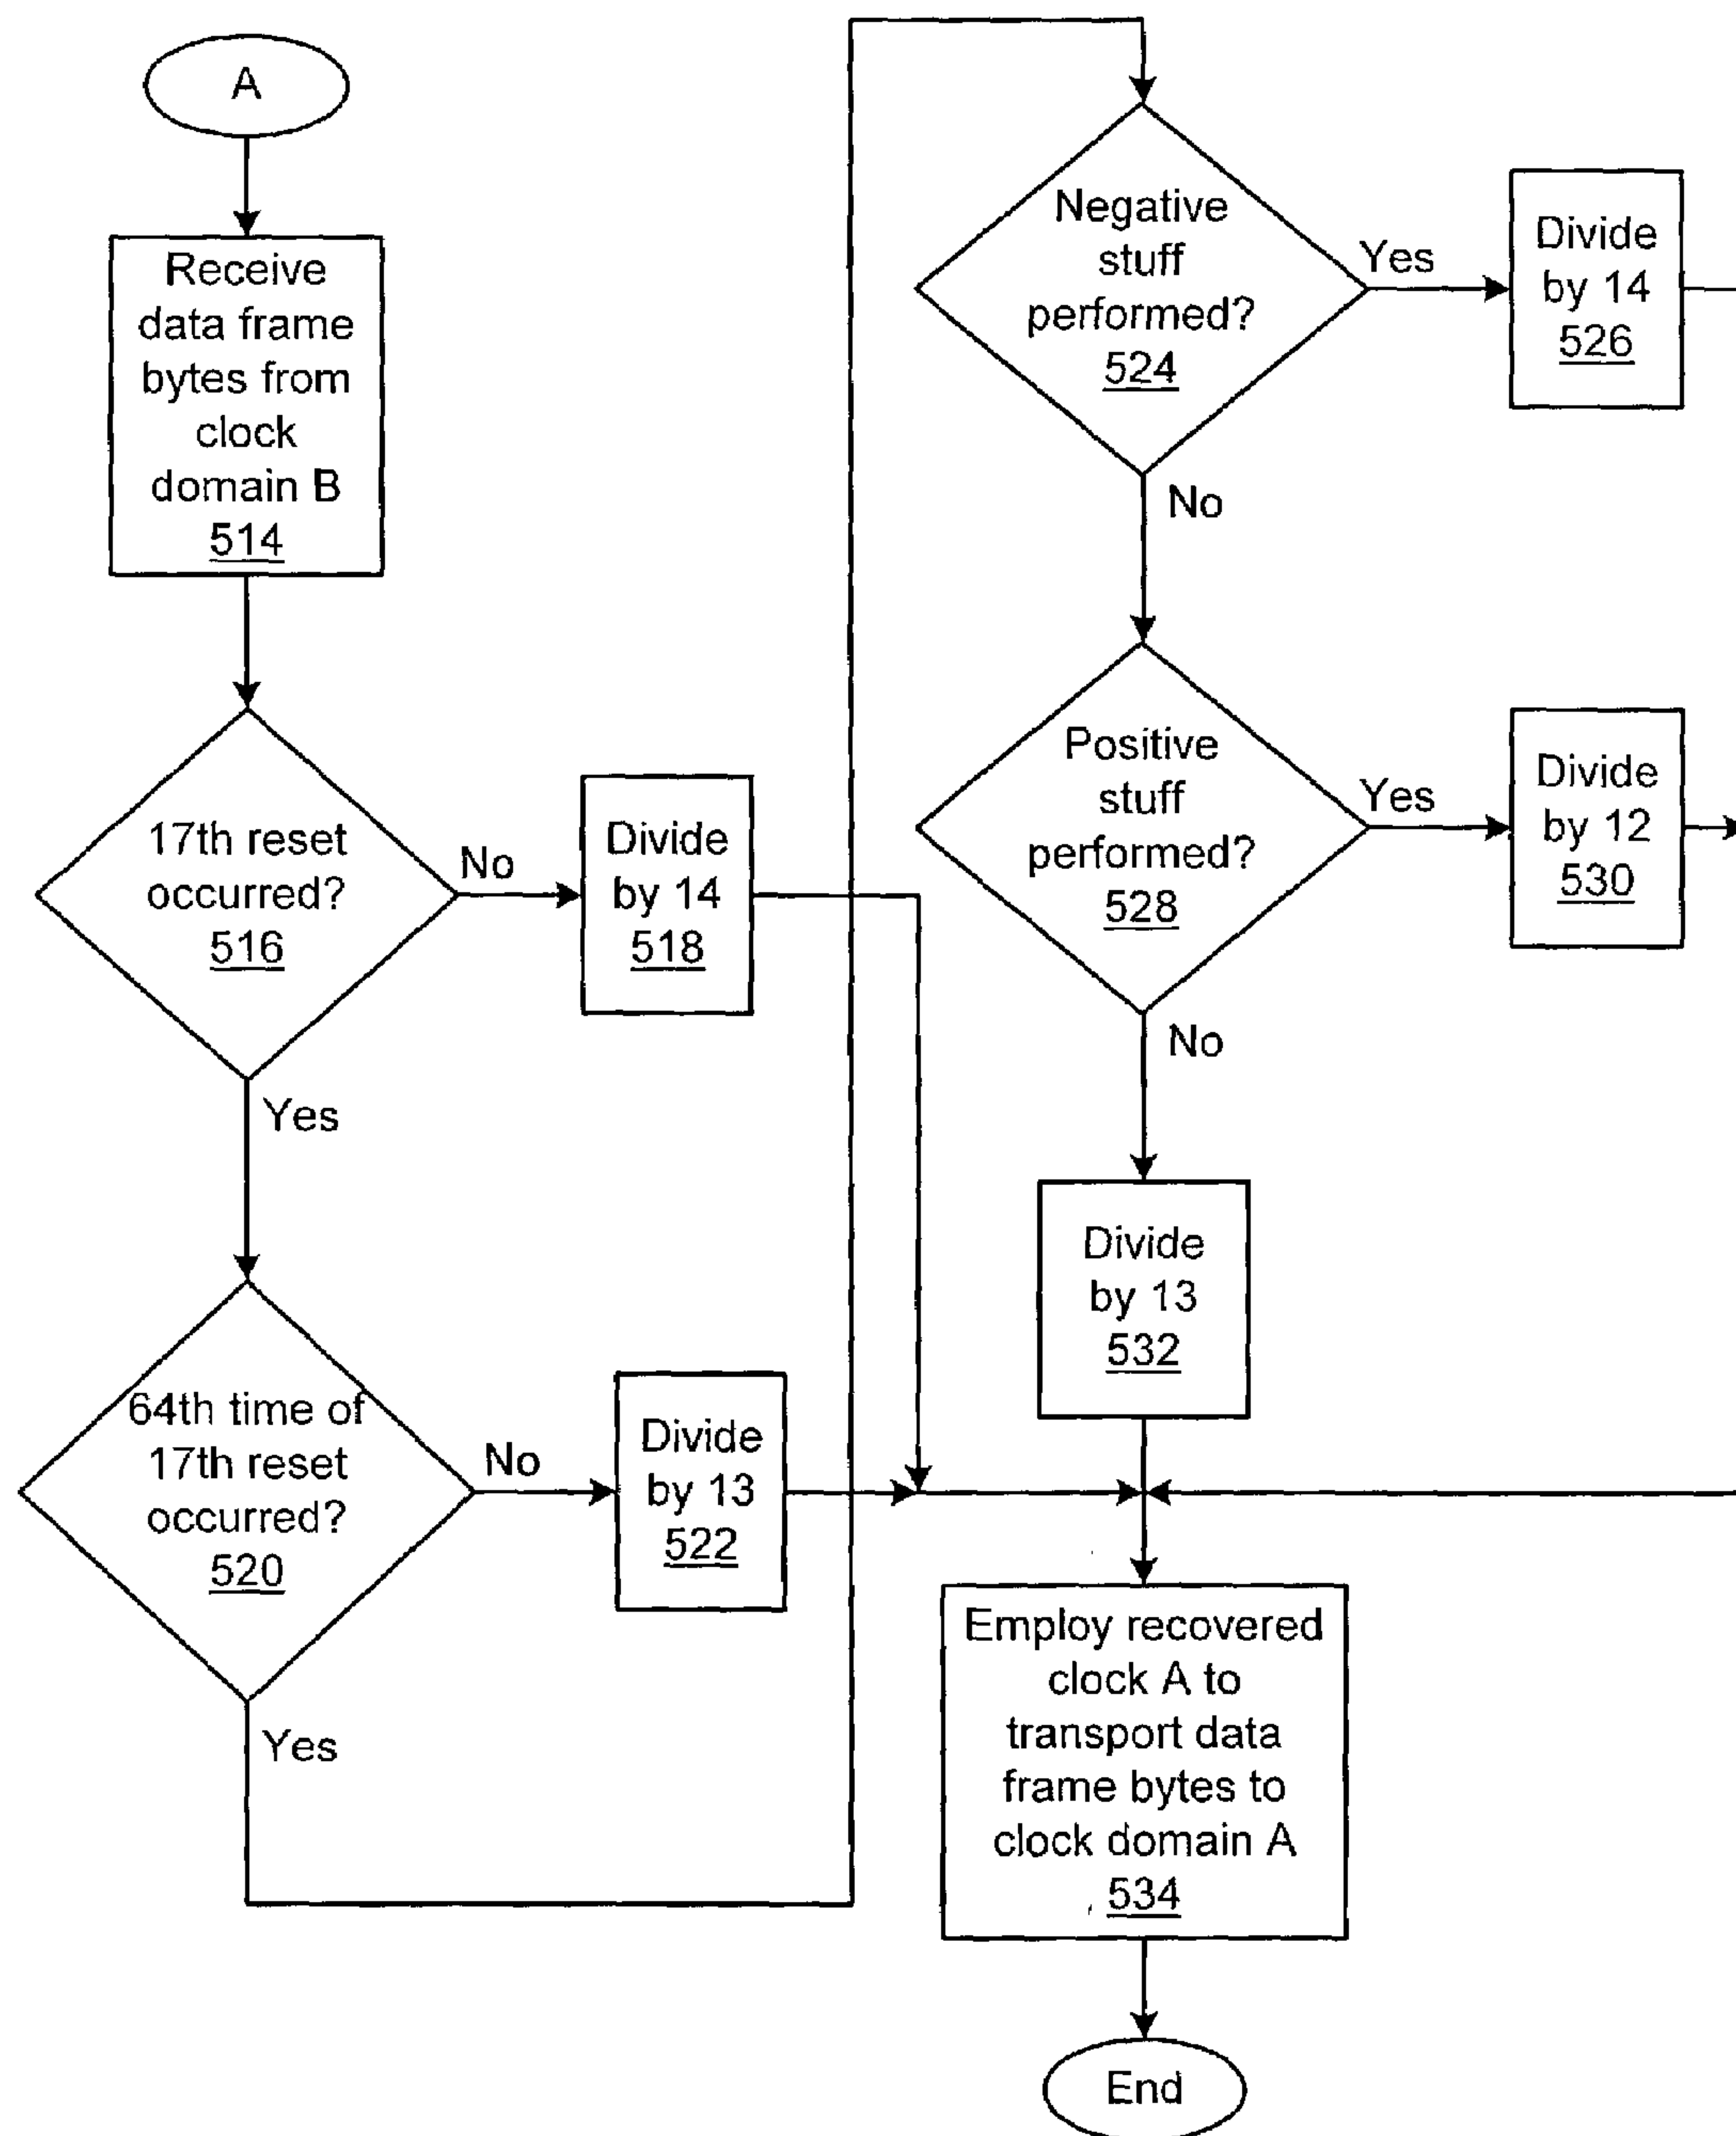 A
Receive
data frame
bytes from
clock
domain B
514
17th reset
occurred?
516
No
Divide
by 14
518
Yes
64th time of
17th reset
occurred?
520
No
Divide
by 13
522
Yes
Negative
stuff
performed?
524
Yes
Divide
by 14
526
No
Positive
stuff
performed?
528
Yes
Divide
by 12
530
No
Divide
by 13
532
Employ recovered
clock A to
transport data
frame bytes to
clock domain A
534
End